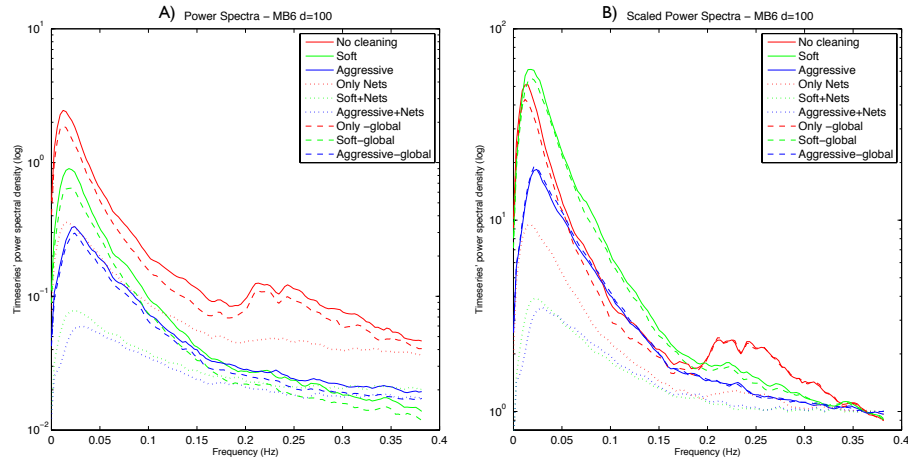 A) Power Spectra − MB6 d=100
10^1
10^0
10^−1
10^−2
0 0.05 0.1 0.15 0.2 0.25 0.3 0.35 0.4
Frequency (Hz)
Timeseries' power spectral density (log)
No cleaning
Soft
Aggressive
Only Nets
Soft+Nets
Aggressive+Nets
Only −global
Soft−global
Aggressive−global
B) Scaled Power Spectra − MB6 d=100
10^2
10^1
10^0
0 0.05 0.1 0.15 0.2 0.25 0.3 0.35 0.4
Frequency (Hz)
Timeseries' power spectral density (log)
No cleaning
Soft
Aggressive
Only Nets
Soft+Nets
Aggressive+Nets
Only −global
Soft−global
Aggressive−global